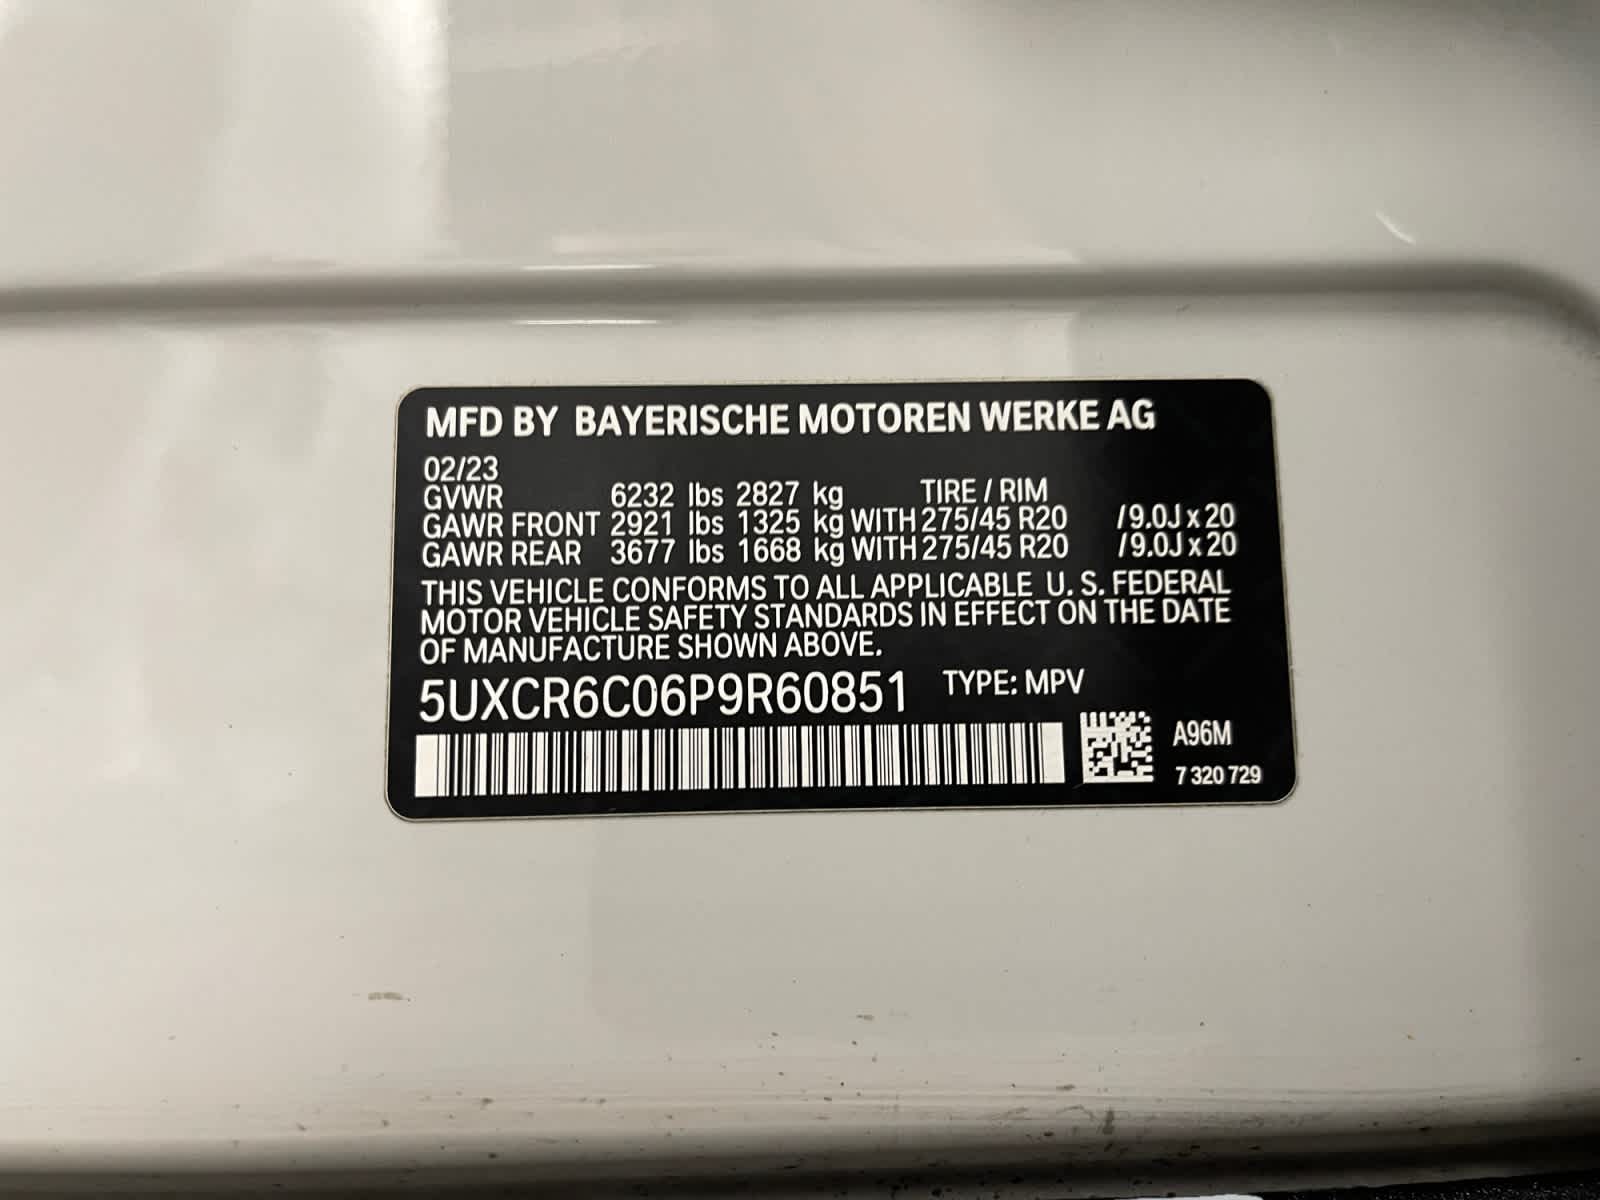 MFD BY BAYERISCHE MOTOREN WERKE AG
02/23
GVWR 6232 lbs 2827 kg TIRE / RIM
GAWR FRONT 2921 lbs 1325 kg WITH 275/45 R20 /9.0J x 20
GAWR REAR 3677 lbs 1668 kg WITH 275/45 R20 /9.0J x 20
THIS VEHICLE CONFORMS TO ALL APPLICABLE U. S. FEDERAL
MOTOR VEHICLE SAFETY STANDARDS IN EFFECT ON THE DATE
OF MANUFACTURE SHOWN ABOVE.
5UXCR6C06P9R60851 TYPE: MPV
A96M
7 320 729